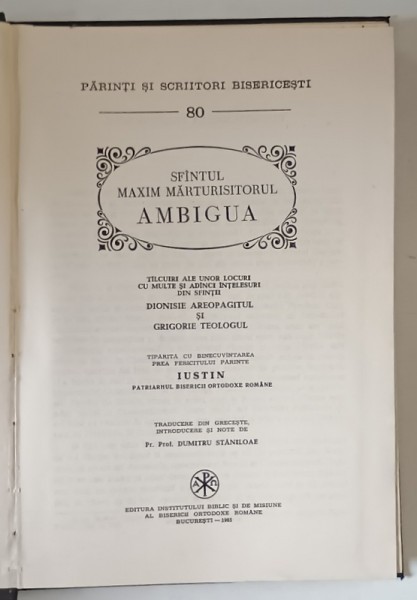 PĂRINȚI ȘI SCRIITORI BISERICEȘTI
80
SFÎNTUL
MAXIM MĂRTURISITORUL
AMBIGUA
TÎLCUIRI ALE UNOR LOCURI
CU MULTE ȘI ADÎNCI ÎNȚELESURI
DIN SFINȚII
DIONISIE AREOPAGITUL
ȘI
GRIGORIE TEOLOGUL
TIPĂRITĂ CU BINECUVÎNTAREA
PREA FERICITULUI PĂRINTE
IUSTIN
PATRIARHUL BISERICII ORTODOXE ROMÂNE
TRADUCERE DIN GRECEȘTE,
INTRODUCERE ȘI NOTE DE
Pr. Prof. DUMITRU STĂNILOAE
Α Ω
EDITURA INSTITUTULUI BIBLIC ȘI DE MISIUNE
AL BISERICII ORTODOXE ROMÂNE
BUCUREȘTI — 1983